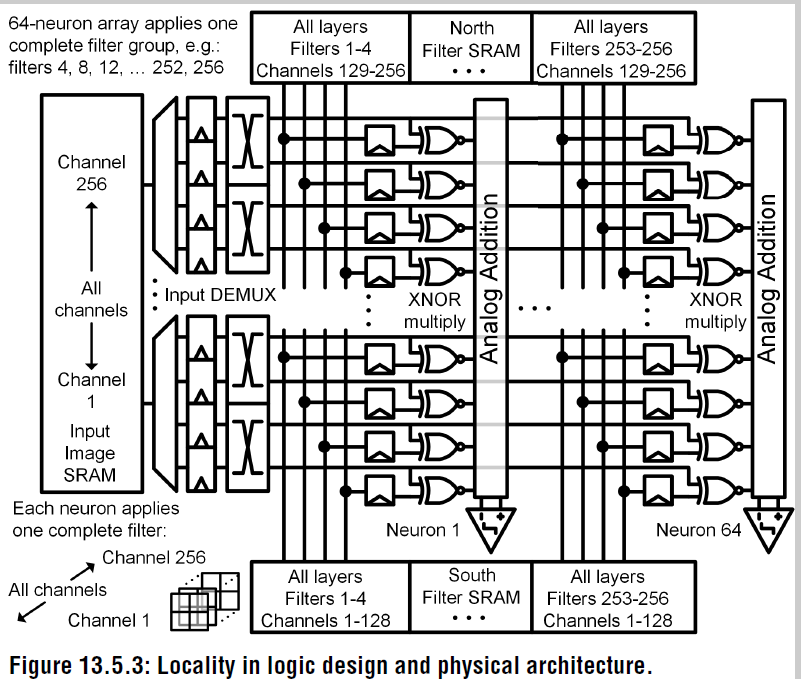 64-neuron array applies one
complete filter group, e.g.:
filters 4, 8, 12, ... 252, 256
All layers
Filters 1-4
Channels 129-256
North
Filter SRAM
• • •
All layers
Filters 253-256
Channels 129-256
Channel
256
All
channels
Channel
1
Input
Image
SRAM
Input DEMUX
XNOR
multiply
Analog Addition
XNOR
multiply
Analog Addition
Neuron 1
Neuron 64
Each neuron applies
one complete filter:
Channel 256
All channels
Channel 1
All layers
Filters 1-4
Channels 1-128
South
Filter SRAM
• • •
All layers
Filters 253-256
Channels 1-128
Figure 13.5.3: Locality in logic design and physical architecture.